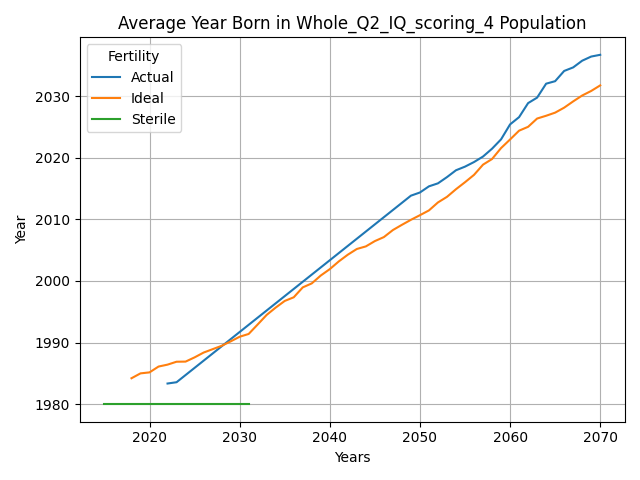 Average Year Born in Whole_Q2_IQ_scoring_4 Population
Fertility
Actual
Ideal
Sterile
Year
2030
2020
2010
2000
1990
1980
2020 2030 2040 2050 2060 2070
Years